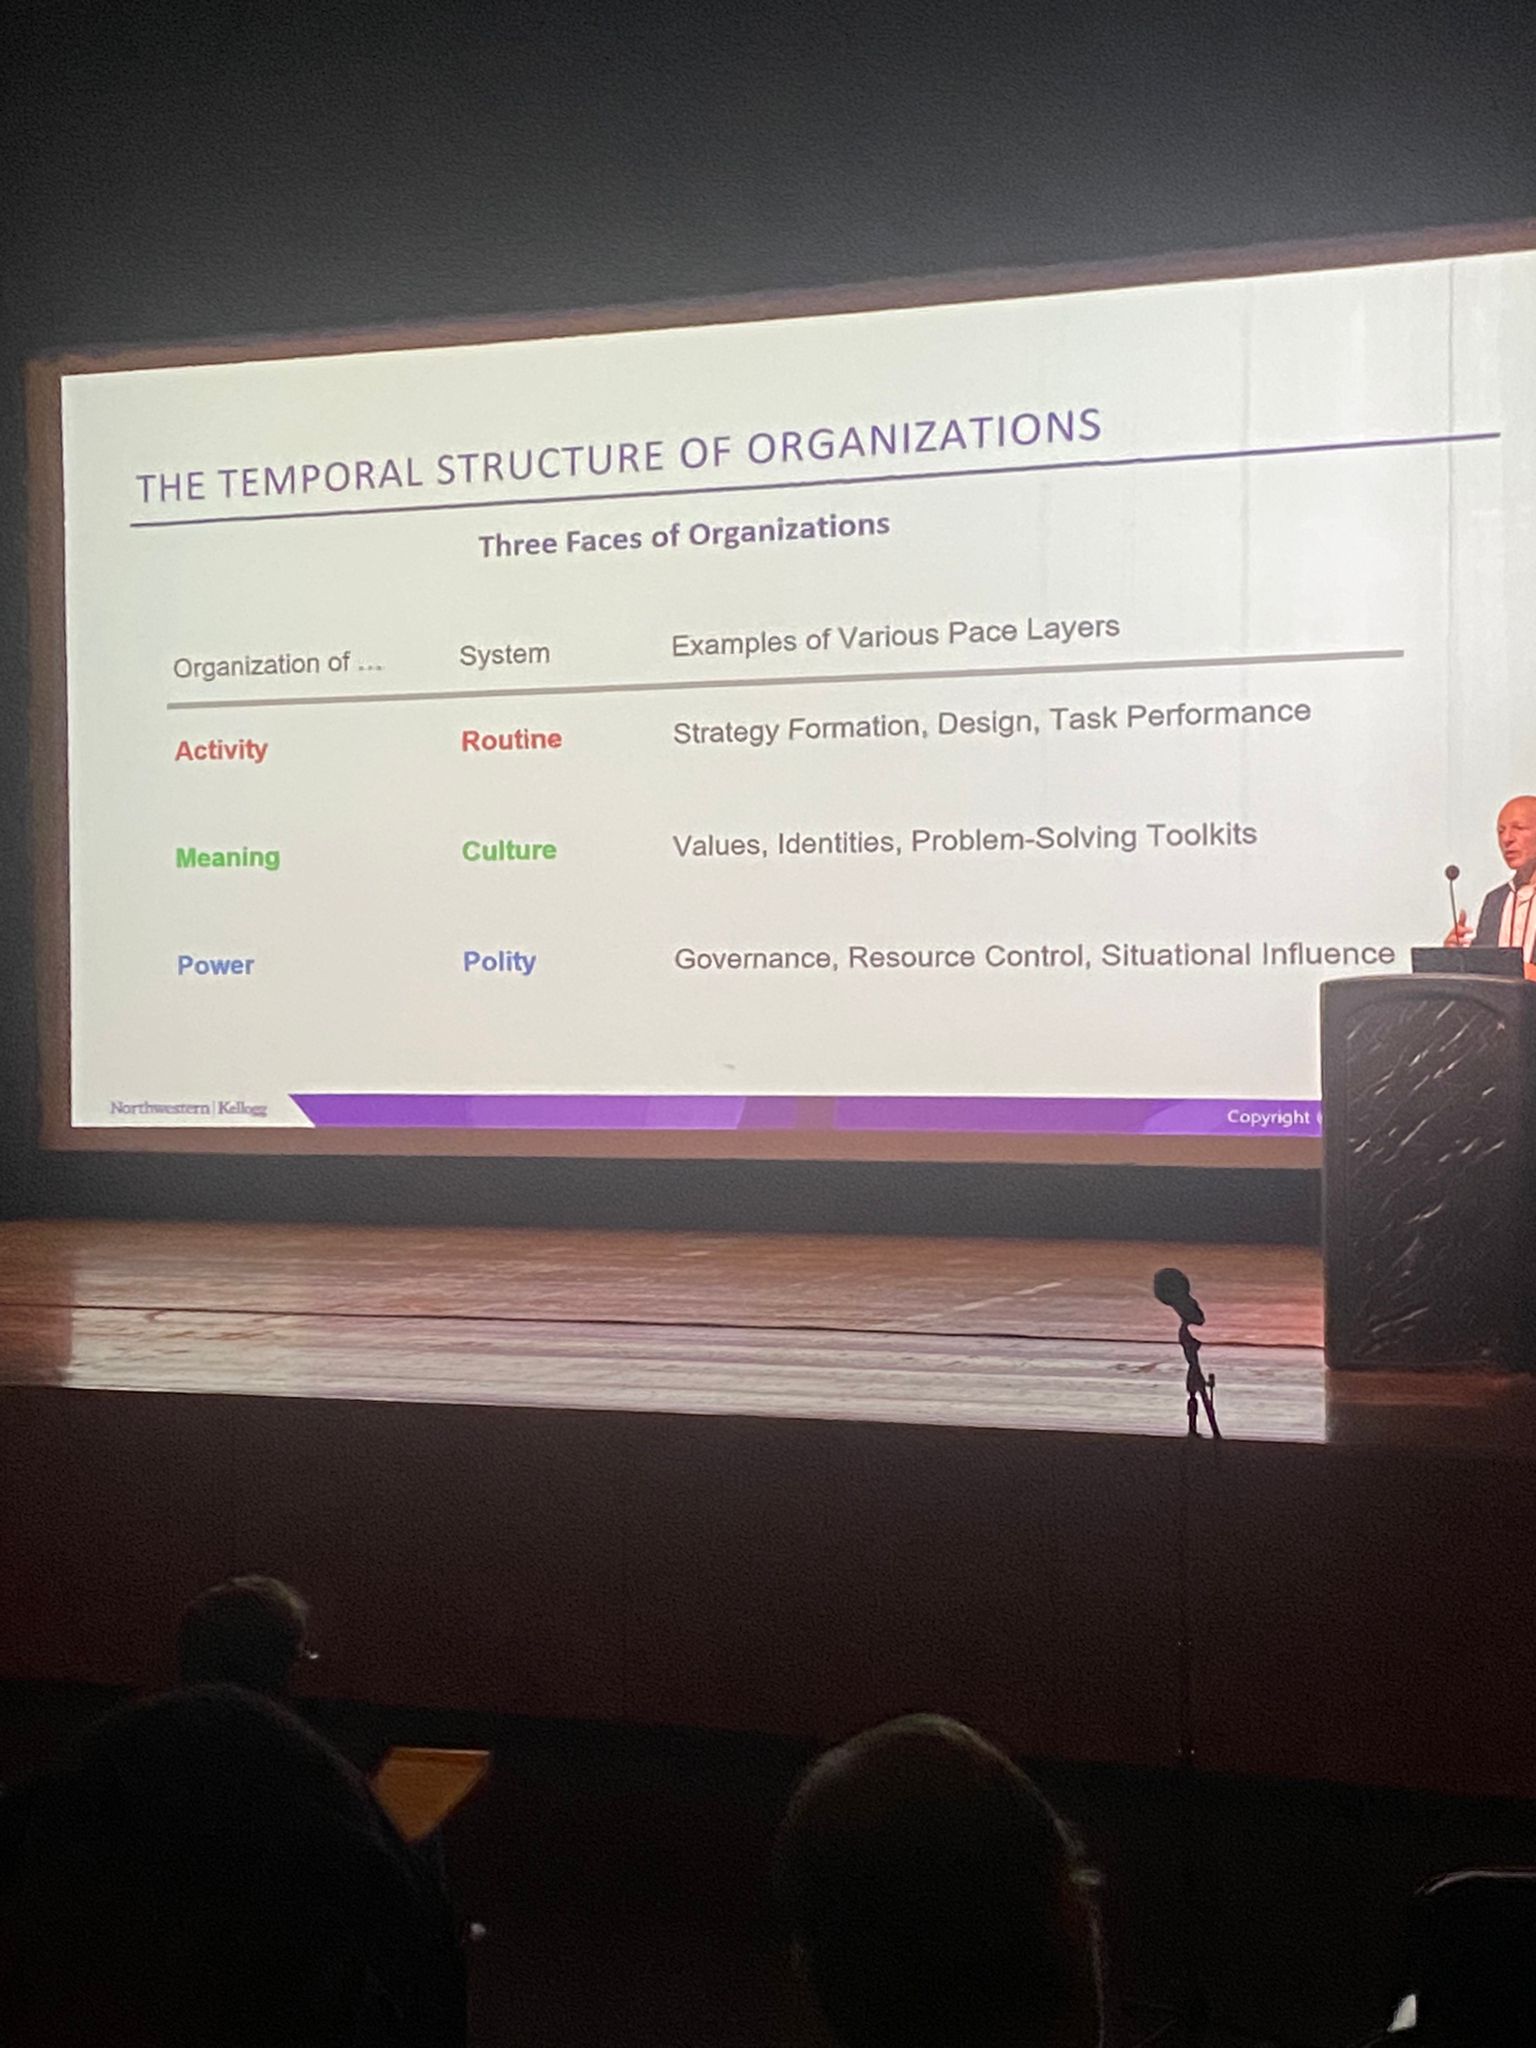 THE TEMPORAL STRUCTURE OF ORGANIZATIONS
Three Faces of Organizations
Organization of ... System Examples of Various Pace Layers
Activity Routine Strategy Formation, Design, Task Performance
Meaning Culture Values, Identities, Problem-Solving Toolkits
Power Polity Governance, Resource Control, Situational Influence
Northwestern | Kellogg Copyright